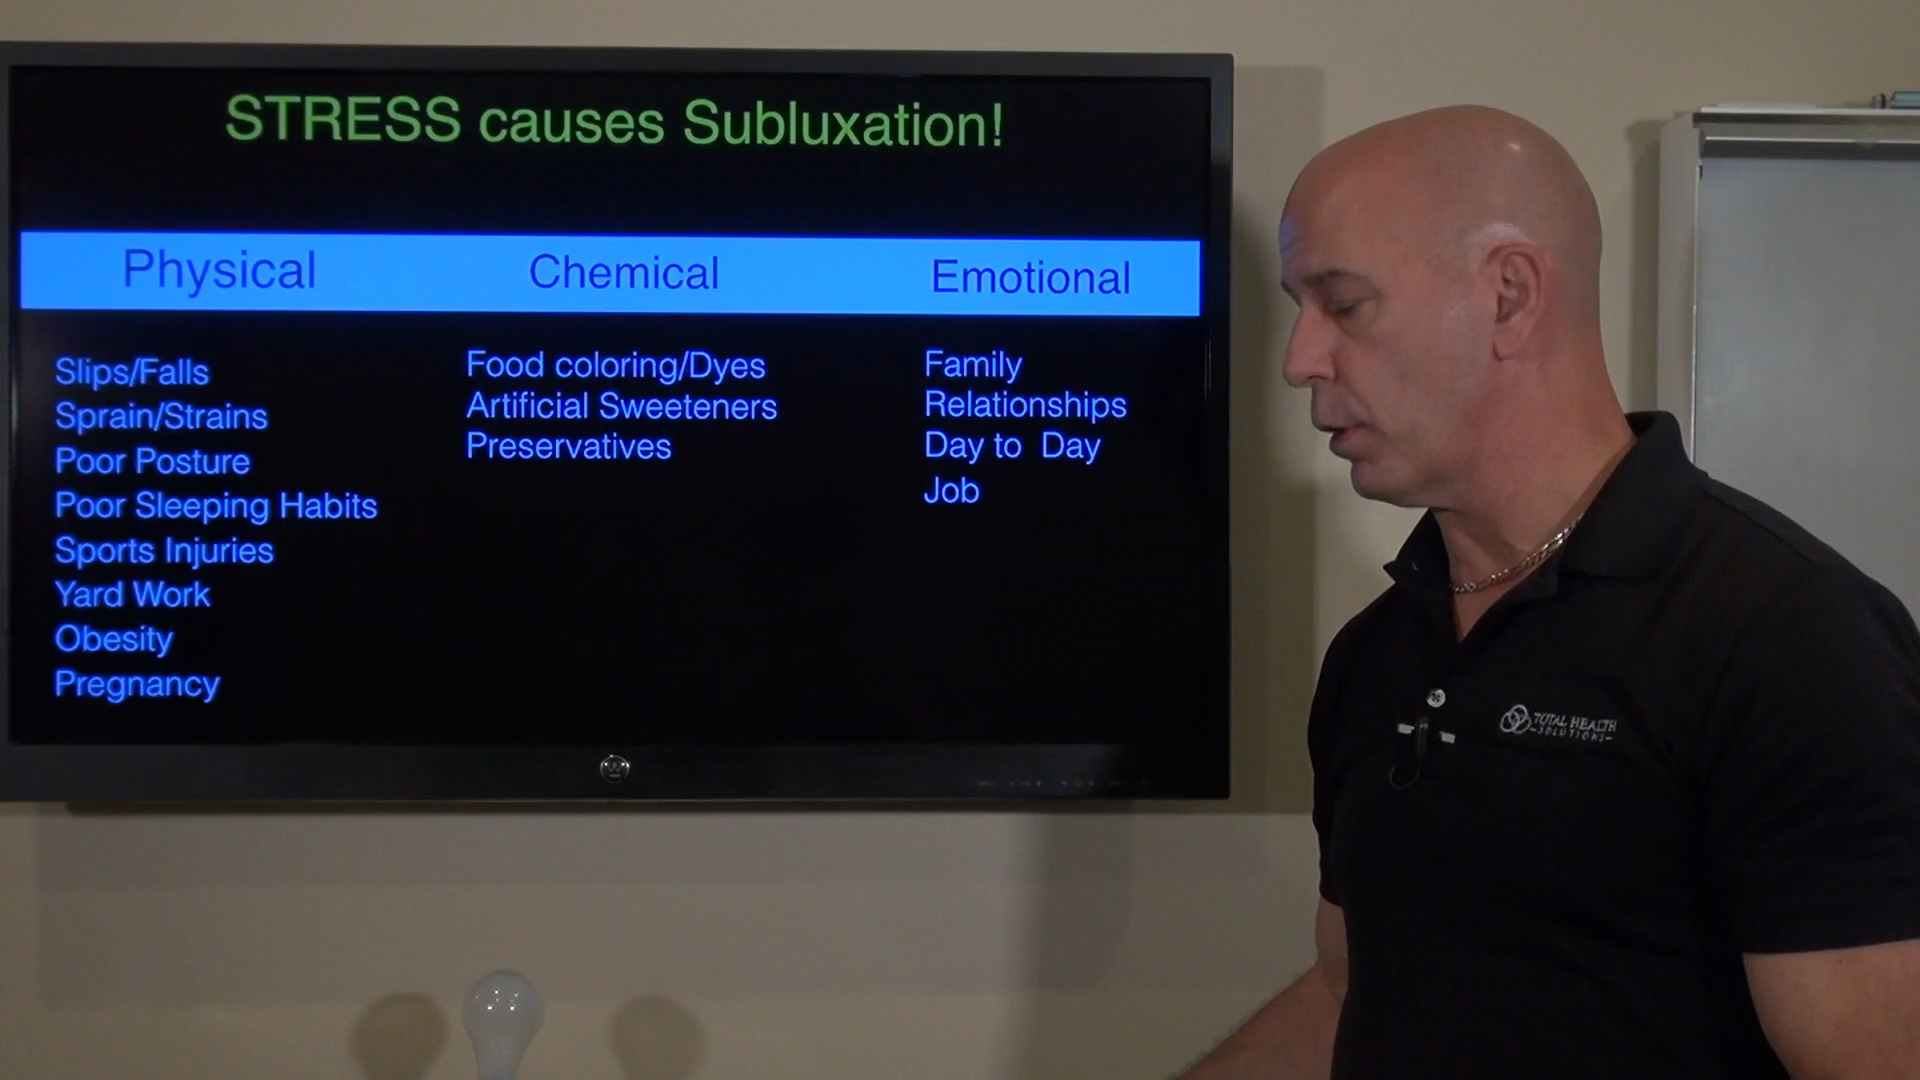 STRESS causes Subluxation!
Physical Chemical Emotional
Slips/Falls
Sprain/Strains
Poor Posture
Poor Sleeping Habits
Sports Injuries
Yard Work
Obesity
Pregnancy
Food coloring/Dyes
Artificial Sweeteners
Preservatives
Family
Relationships
Day to  Day
Job
TOTAL HEALTH
-SOLUTIONS-